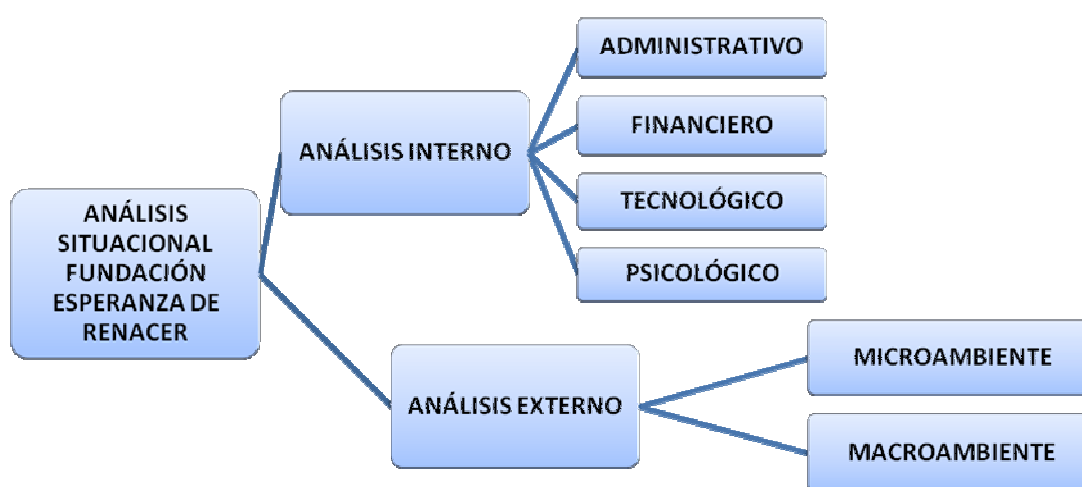 ANÁLISIS
SITUACIONAL
FUNDACIÓN
ESPERANZA DE
RENACER
ANÁLISIS INTERNO
ADMINISTRATIVO
FINANCIERO
TECNOLÓGICO
PSICOLÓGICO
ANÁLISIS EXTERNO
MICROAMBIENTE
MACROAMBIENTE